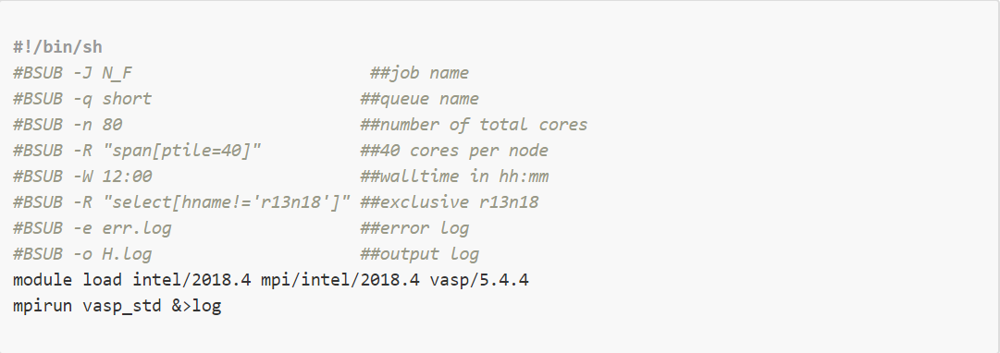 #!/bin/sh
#BSUB -J N_F                        ##job name
#BSUB -q short                     ##queue name
#BSUB -n 80                        ##number of total cores
#BSUB -R "span[ptile=40]"          ##40 cores per node
#BSUB -W 12:00                     ##walltime in hh:mm
#BSUB -R "select[hname!='r13n18']" ##exclusive r13n18
#BSUB -e err.log                   ##error log
#BSUB -o H.log                     ##output log
module load intel/2018.4 mpi/intel/2018.4 vasp/5.4.4
mpirun vasp_std &>log